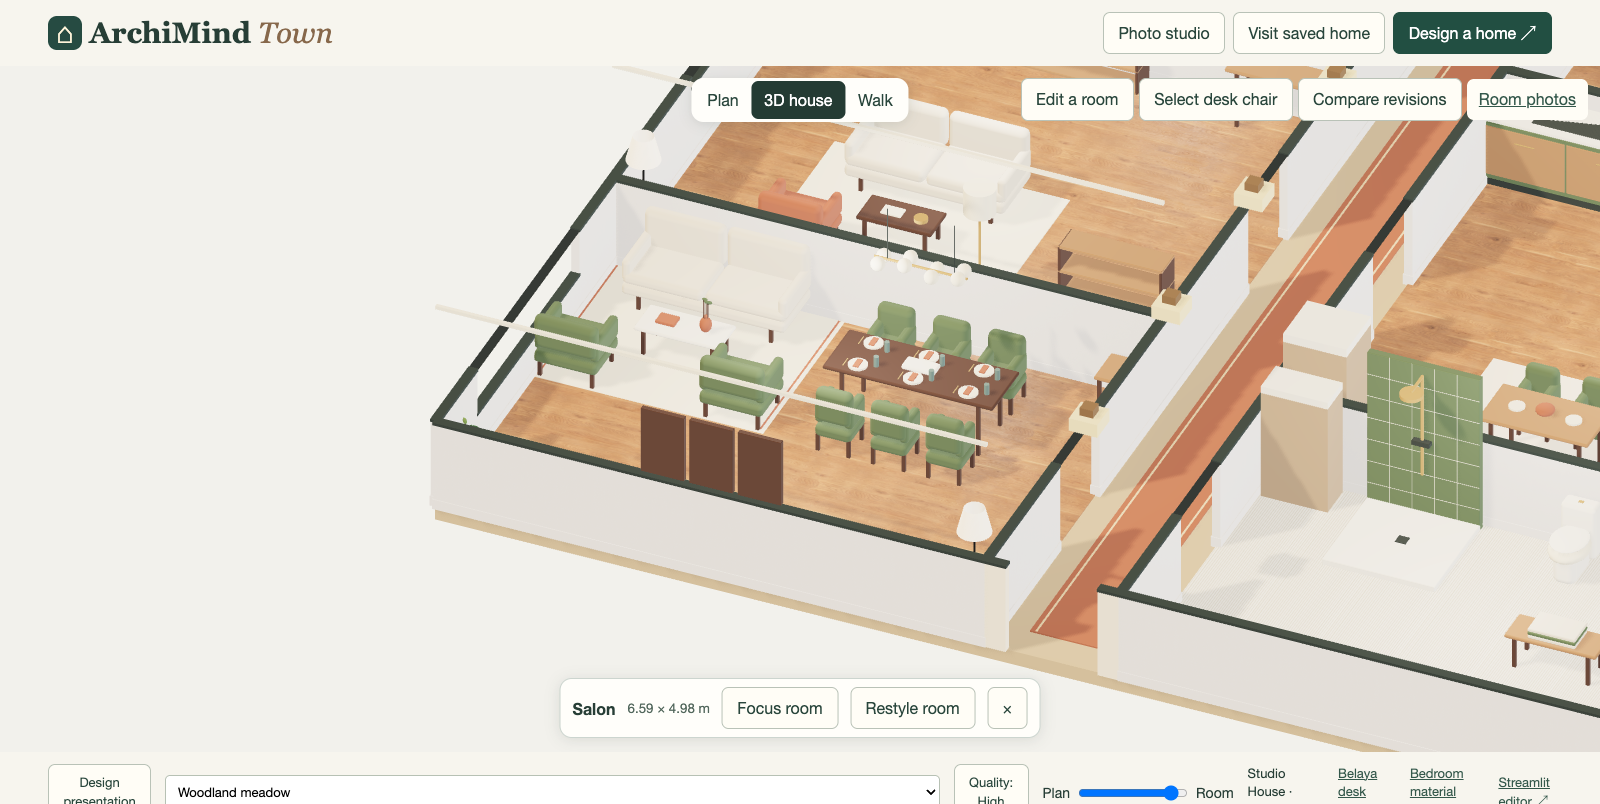 ArchiMind Town
Photo studio
Visit saved home
Design a home ↗
Plan
3D house
Walk
Edit a room
Select desk chair
Compare revisions
Room photos
Salon
6.59 × 4.98 m
Focus room
Restyle room
×
Design
presentation
Woodland meadow
Quality:
High
Plan
Room
Studio
House ·
Belaya
desk
Bedroom
material
Streamlit
editor ↗